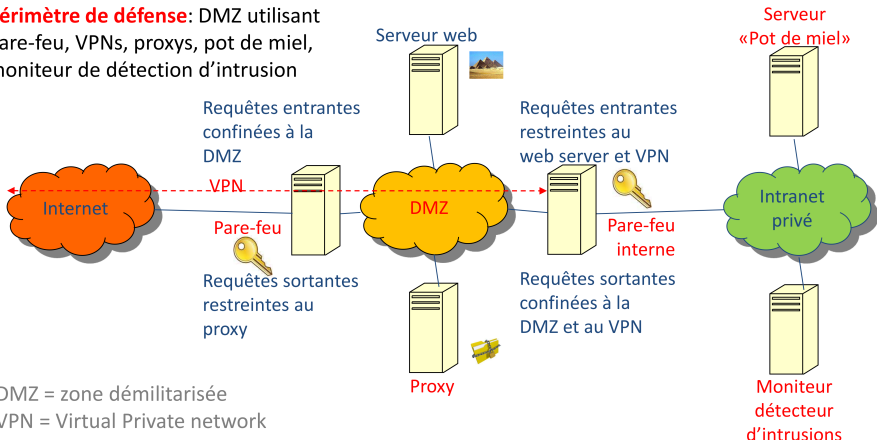 érimètre de défense: DMZ utilisant
are-feu, VPNs, proxys, pot de miel,
moniteur de détection d'intrusion
Serveur web
Serveur
«Pot de miel»
Requêtes entrantes
confinées à la
DMZ
Requêtes entrantes
restreintes au
web server et VPN
VPN
Internet
DMZ
Intranet
privé
Pare-feu
Pare-feu
interne
Requêtes sortantes
restreintes au
proxy
Requêtes sortantes
confinées à la
DMZ et au VPN
Proxy
Moniteur
détecteur
d'intrusions
DMZ = zone démilitarisée
VPN = Virtual Private network